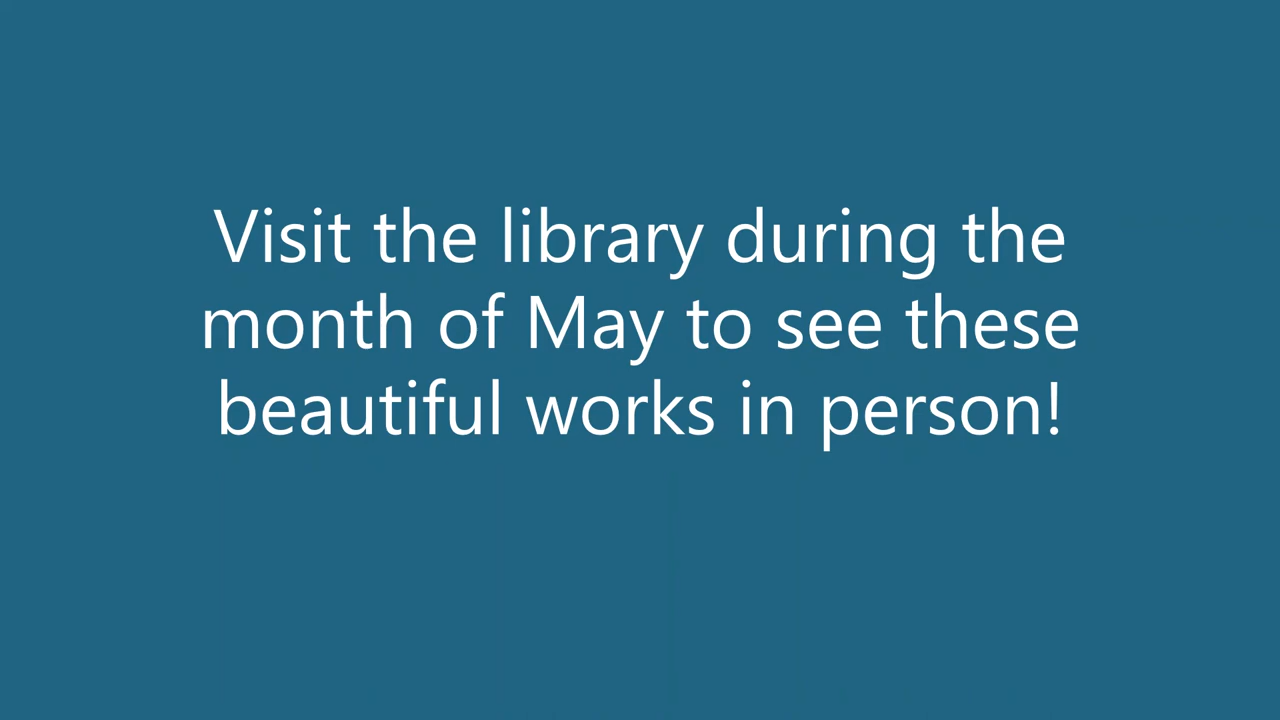 Visit the library during the
month of May to see these
beautiful works in person!